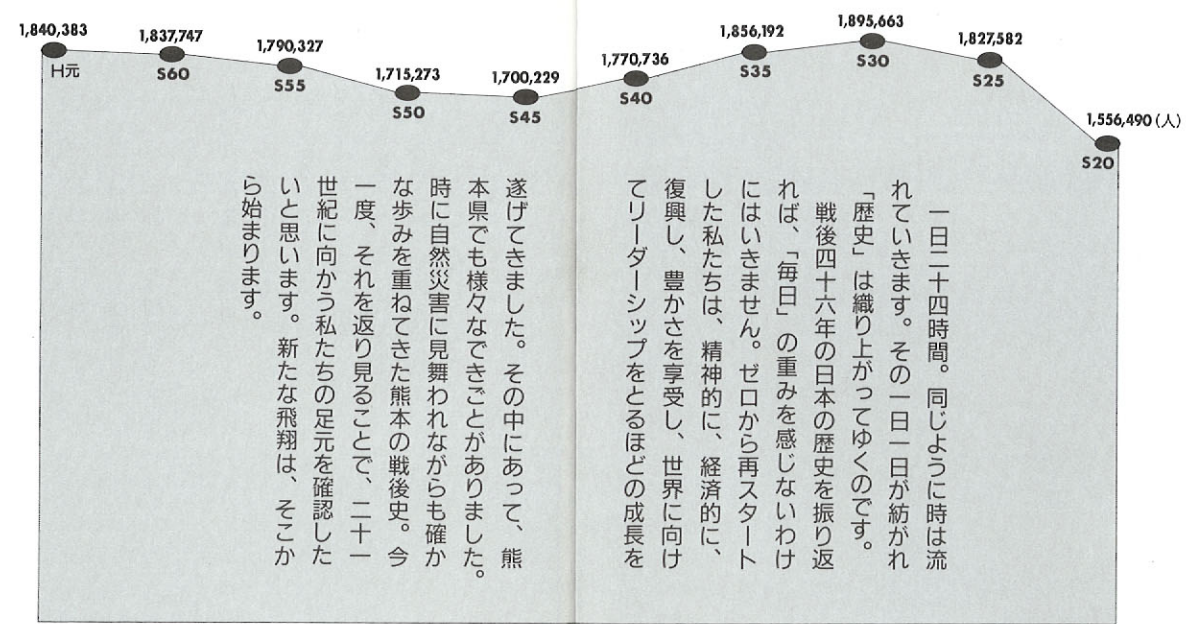 1,840,383
H元
1,837,747
S60
1,790,327
S55
1,715,273
S50
1,700,229
S45
1,770,736
S40
1,856,192
S35
1,895,663
S30
1,827,582
S25
1,556,490(人)
S20
一日二十四時間。同じように時は流
れていきます。その一日一日が紡がれ
「歴史」は織り上がってゆくのです。
戦後四十六年の日本の歴史を振り返
れば、「毎日」の重みを感じないわけ
にはいきません。ゼロから再スタート
した私たちは、精神的に、経済的に、
復興し、豊かさを享受し、世界に向け
てリーダーシップをとるほどの成長を
遂げてきました。その中にあって、熊
本県でも様々なできごとがありました。
時に自然災害に見舞われながらも確か
な歩みを重ねてきた熊本の戦後史。今
一度、それを返り見ることで、二十一
世紀に向かう私たちの足元を確認した
いと思います。新たな飛翔は、そこか
ら始まります。